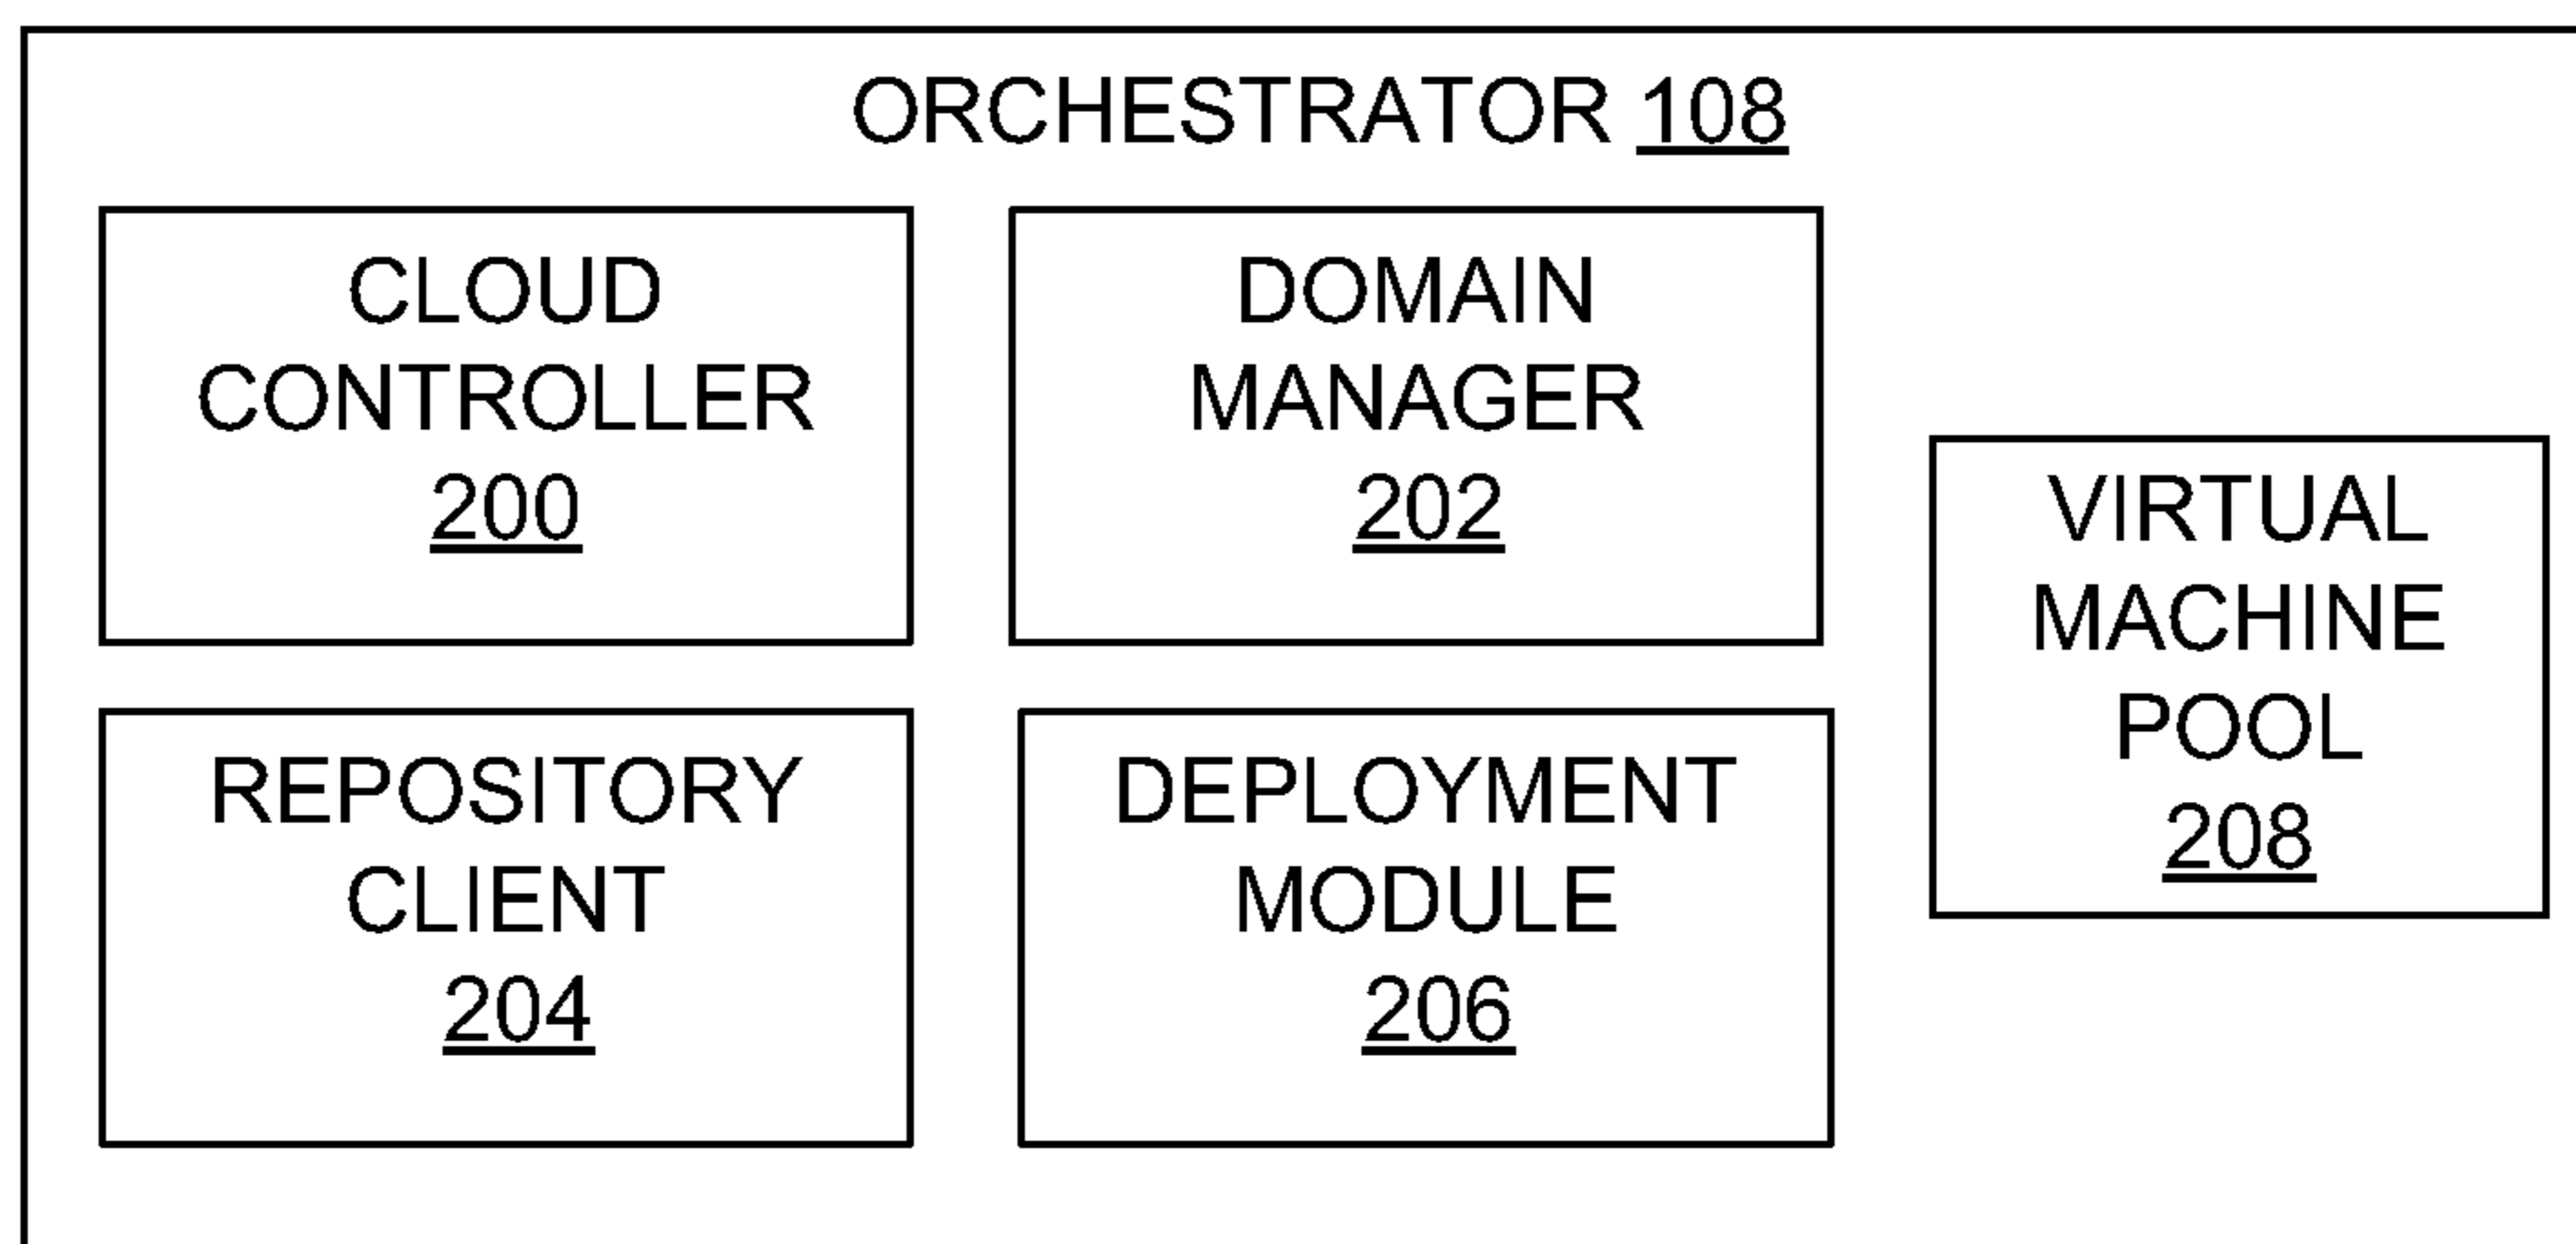 ORCHESTRATOR 108
CLOUD
CONTROLLER
200
DOMAIN
MANAGER
202
REPOSITORY
CLIENT
204
DEPLOYMENT
MODULE
206
VIRTUAL
MACHINE
POOL
208